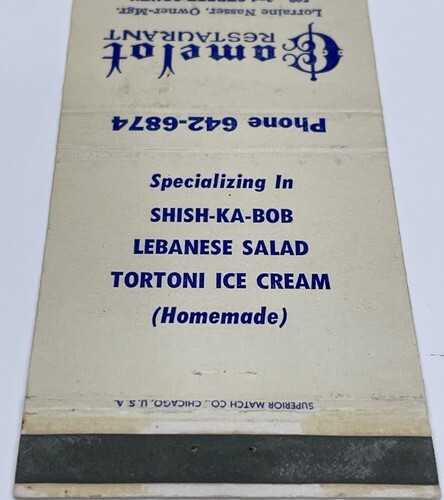 Specializing In
SHISH-KA-BOB
LEBANESE SALAD
TORTONI ICE CREAM
(Homemade)
SUPERIOR MATCH CO., CHICAGO, U. S. A.
Phone 642-6874
Camelot
RESTAURANT
Lorraine Nasser, Owner-Mgr.